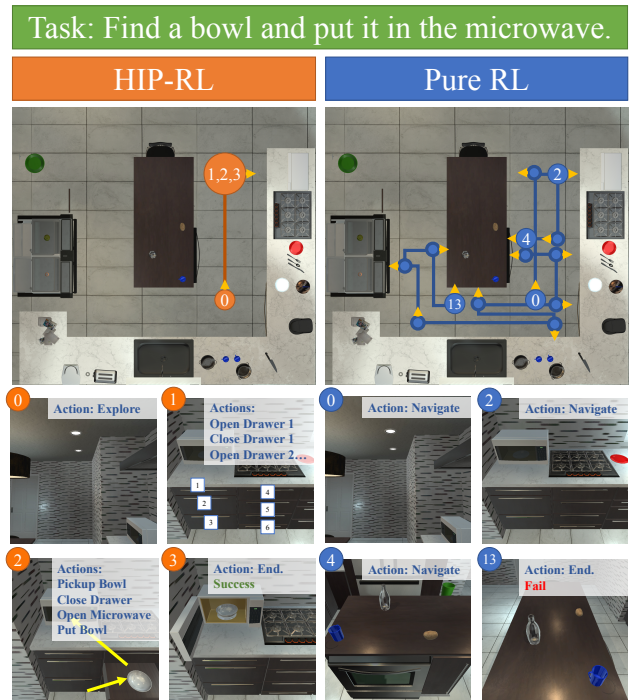 Task: Find a bowl and put it in the microwave.
HIP-RL
Pure RL
1,2,3
0
2
4
13
0
0
Action: Explore
1
Actions:
Open Drawer 1
Close Drawer 1
Open Drawer 2...
1
2
3
4
5
6
0
Action: Navigate
2
Action: Navigate
2
Actions:
Pickup Bowl
Close Drawer
Open Microwave
Put Bowl
3
Action: End.
Success
4
Action: Navigate
13
Action: End.
Fail